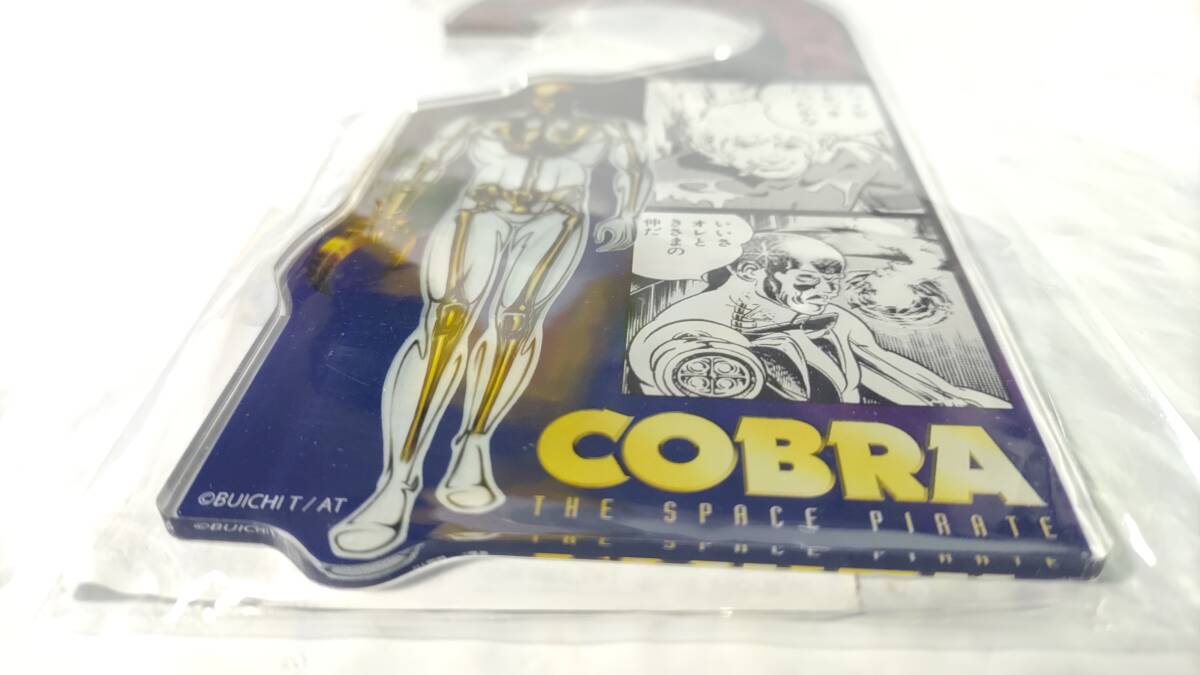 いいさ
オレと
きさまの
仲だ
COBRA
THE SPACE PIRATE
©BUICHI T/AT